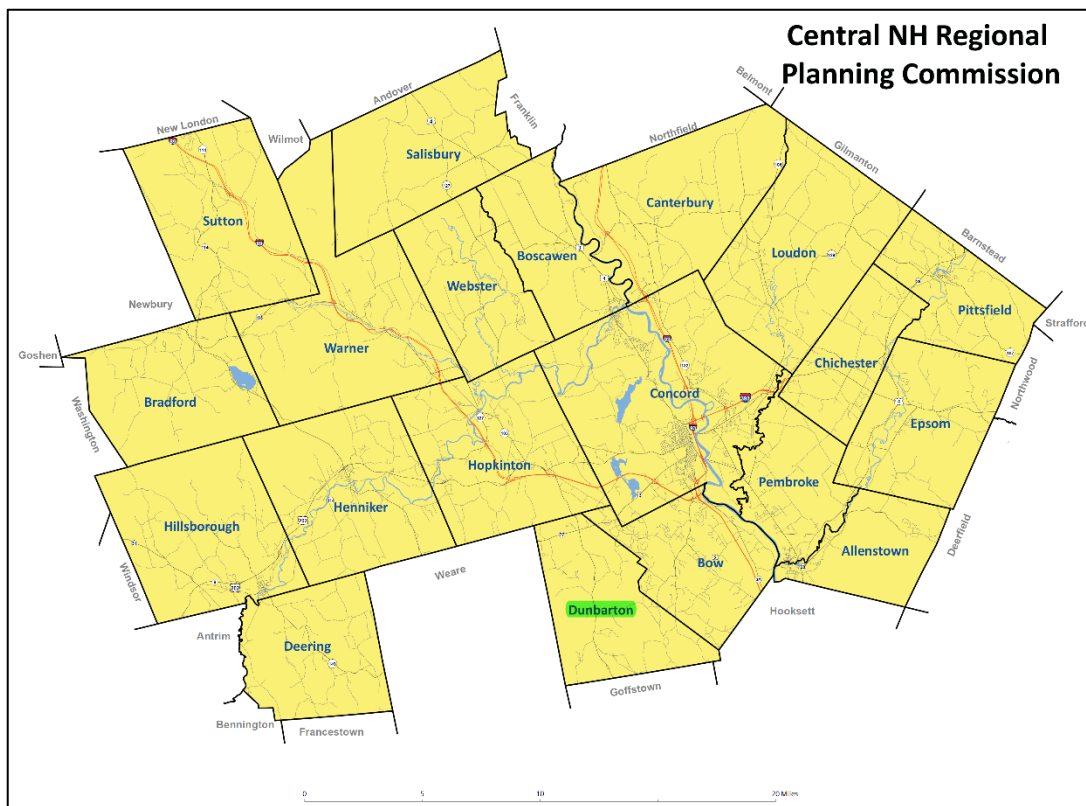 Central NH Regional
Planning Commission
Belmont
Andover
Franklin
New London
Wilmot
Northfield
Gilmanton
Salisbury
Canterbury
Sutton
Boscawen
Loudon
Barnstead
Webster
Newbury
Pittsfield
Strafford
Warner
Goshen
Chichester
Concord
Bradford
Washington
Northwood
Epsom
Hopkinton
Pembroke
Henniker
Hillsborough
Allenstown
Deerfield
Bow
Weare
Windsor
Dunbarton
Hooksett
Antrim
Deering
Goffstown
Bennington
Francestown
0 5 10 20 Miles